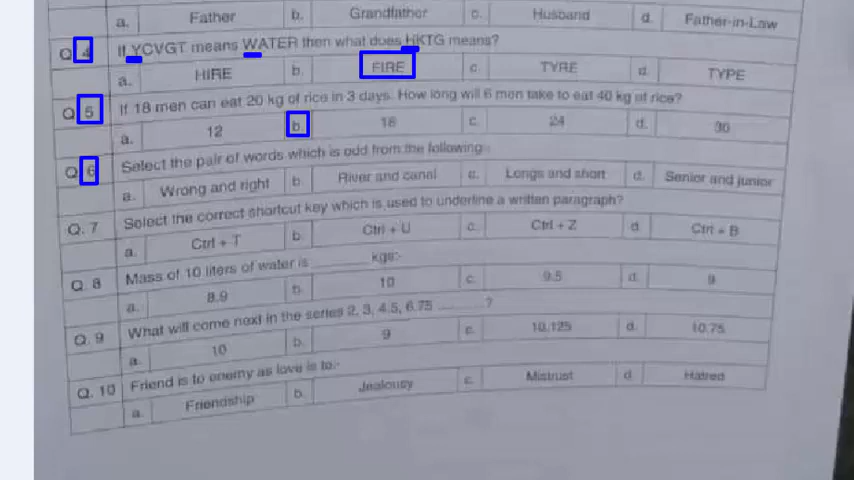 a. Father b. Grandfather c. Husband d. Father-in-Law
Q. 4 If YCVGT means WATER then what does HKTG means?
a. HIRE b. FIRE c. TYRE d. TYPE
Q. 5 If 18 men can eat 20 kg of rice in 3 days. How long will 6 men take to eat 40 kg of rice?
a. 12 b. 18 c. 24 d. 30
Q. 6 Select the pair of words which is odd from the following:-
a. Wrong and right b. River and canal c. Longs and short d. Senior and junior
Q. 7 Select the correct shortcut key which is used to underline a written paragraph?
a. Ctrl + T b. Ctrl + U c. Ctrl + Z d. Ctrl + B
Q. 8 Mass of 10 liters of water is ________ kgs:-
a. 8.9 b. 10 c. 9.5 d. 9
Q. 9 What will come next in the series 2, 3, 4.5, 6.75 ........... ?
a. 10 b. 9 c. 10.125 d. 10.75
Q. 10 Friend is to enemy as love is to:-
a. Friendship b. Jealousy c. Mistrust d. Hatred